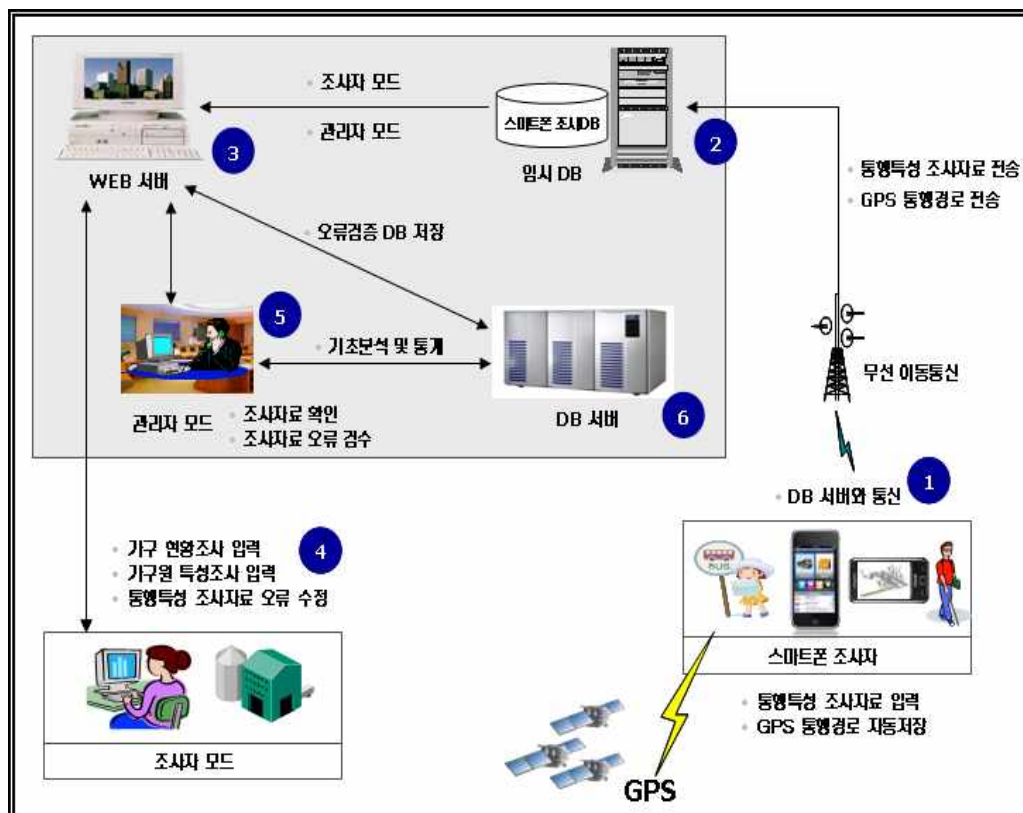 조사자 모드
관리자 모드
스마트폰 조사DB
임시 DB
2
3
WEB 서버
통행특성 조사자료 전송
GPS 통행경로 전송
오류검증 DB 저장
5
기초분석 및 통계
무선 이동통신
관리자 모드
조사자료 확인
조사자료 오류 검수
DB 서버
6
1
DB 서버와 통신
가구 현황조사 입력
가구원 특성조사 입력
통행특성 조사자료 오류 수정
4
BUS
스마트폰 조사자
통행특성 조사자료 입력
GPS 통행경로 자동저장
조사자 모드
GPS